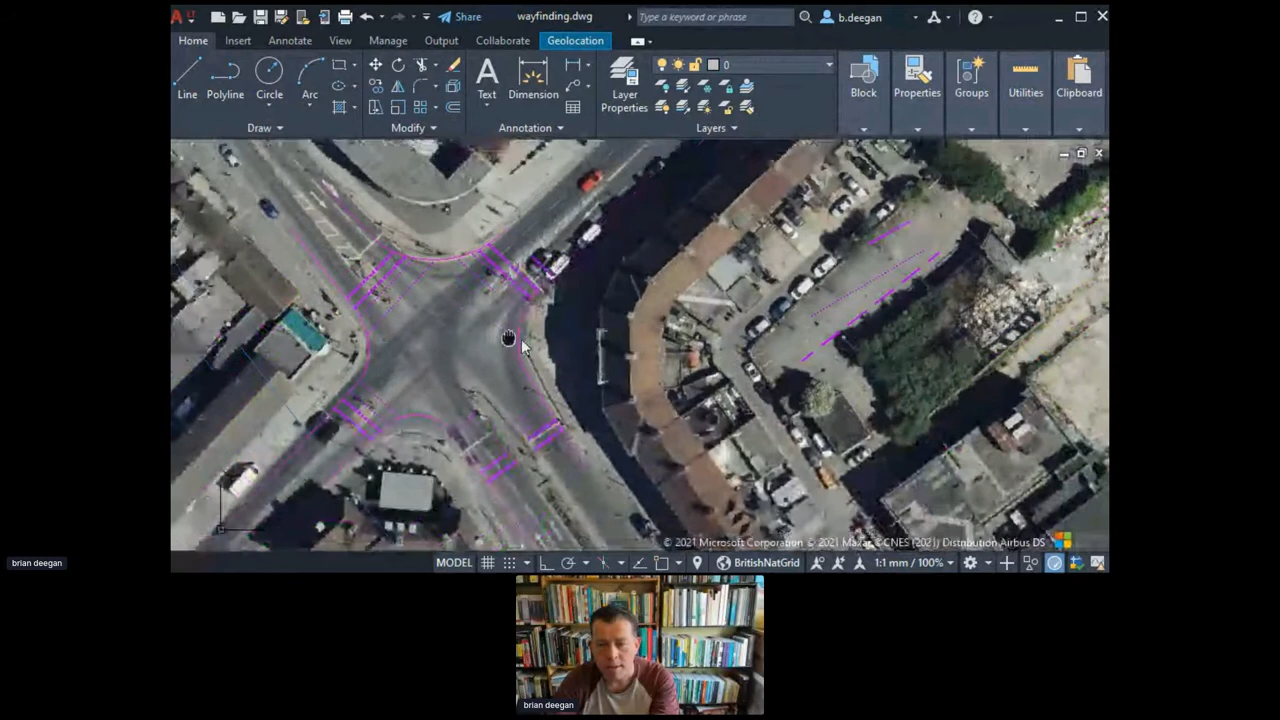 Share
wayfinding.dwg
Type a keyword or phrase
b.deegan
Home
Insert
Annotate
View
Manage
Output
Collaborate
Geolocation
Line
Polyline
Circle
Arc
Text
Dimension
Layer
Properties
0
Block
Properties
Groups
Utilities
Clipboard
Draw
Modify
Annotation
Layers
© 2021 Microsoft Corporation © 2021 Maxar ©CNES (2021) Distribution Airbus DS
MODEL
BritishNatGrid
1:1 mm / 100%
brian deegan
brian deegan